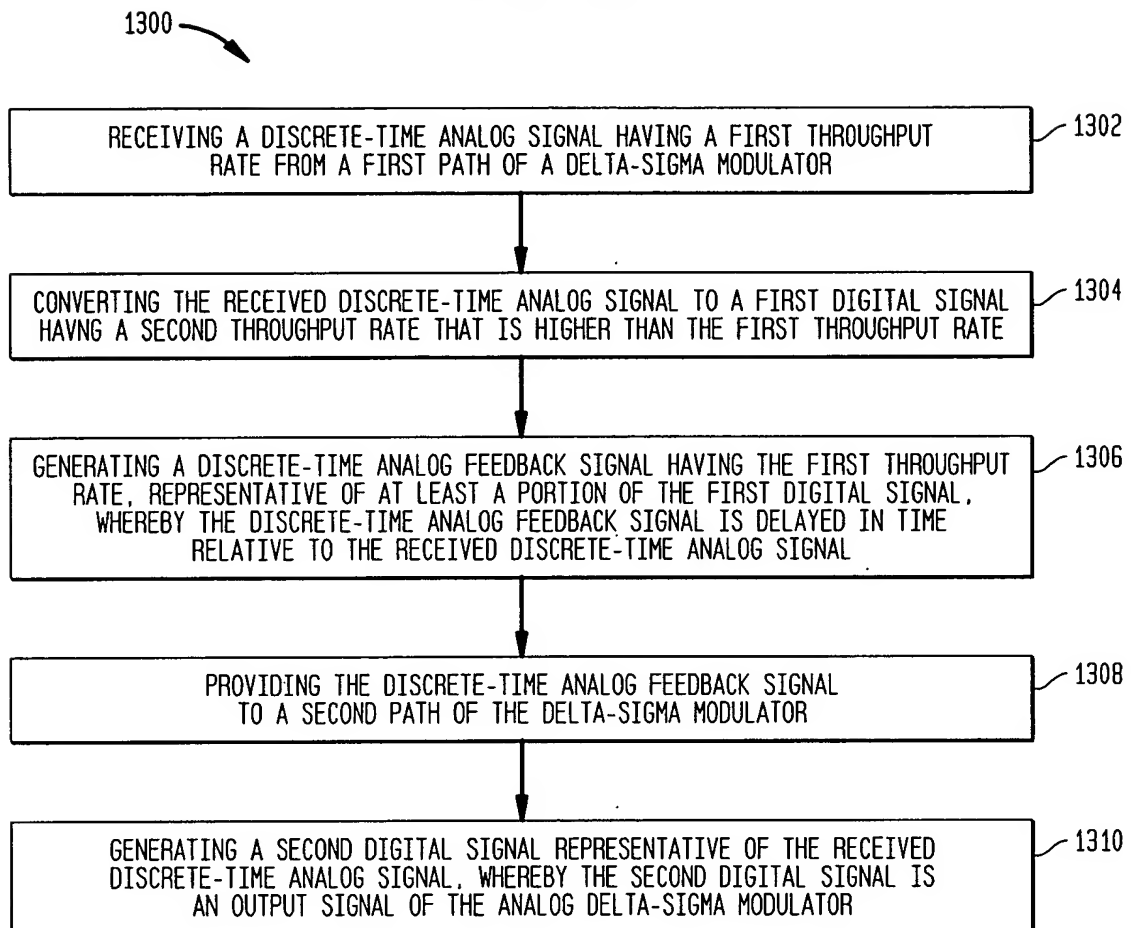 1300
RECEIVING A DISCRETE-TIME ANALOG SIGNAL HAVING A FIRST THROUGHPUT
RATE FROM A FIRST PATH OF A DELTA-SIGMA MODULATOR
1302
CONVERTING THE RECEIVED DISCRETE-TIME ANALOG SIGNAL TO A FIRST DIGITAL SIGNAL
HAVNG A SECOND THROUGHPUT RATE THAT IS HIGHER THAN THE FIRST THROUGHPUT RATE
1304
GENERATING A DISCRETE-TIME ANALOG FEEDBACK SIGNAL HAVING THE FIRST THROUGHPUT
RATE, REPRESENTATIVE OF AT LEAST A PORTION OF THE FIRST DIGITAL SIGNAL,
WHEREBY THE DISCRETE-TIME ANALOG FEEDBACK SIGNAL IS DELAYED IN TIME
RELATIVE TO THE RECEIVED DISCRETE-TIME ANALOG SIGNAL
1306
PROVIDING THE DISCRETE-TIME ANALOG FEEDBACK SIGNAL
TO A SECOND PATH OF THE DELTA-SIGMA MODULATOR
1308
GENERATING A SECOND DIGITAL SIGNAL REPRESENTATIVE OF THE RECEIVED
DISCRETE-TIME ANALOG SIGNAL, WHEREBY THE SECOND DIGITAL SIGNAL IS
AN OUTPUT SIGNAL OF THE ANALOG DELTA-SIGMA MODULATOR
1310